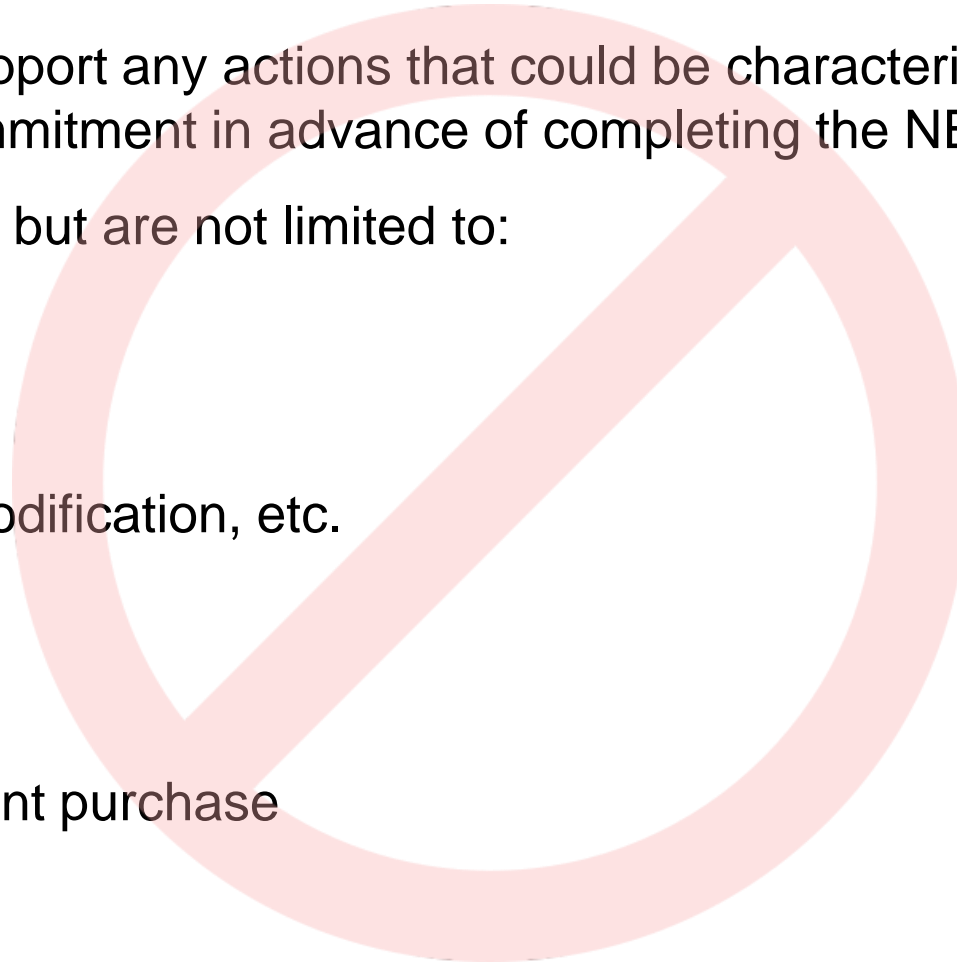 pport any actions that could be characteri
mmitment in advance of completing the NE
but are not limited to:
odification, etc.
nt purchase